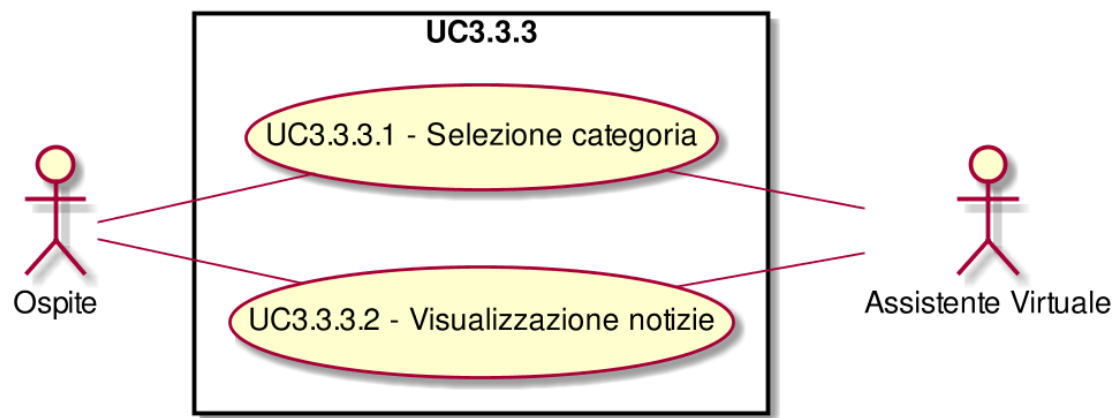 UC3.3.3
UC3.3.3.1 - Selezione categoria
Ospite
Assistente Virtuale
UC3.3.3.2 - Visualizzazione notizie